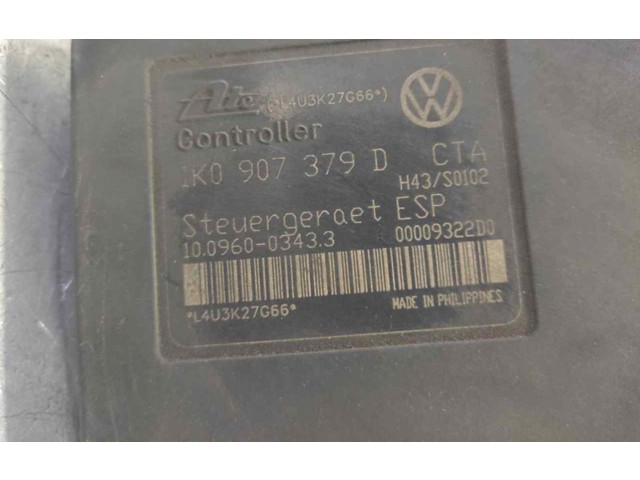 Ate (*L4U3K27G66*)
Controller
1K0 907 379 D CTA
H43/S0102
Steuergeraet ESP
10.0960-0343.3 00009322D0
*L4U3K27G66* MADE IN PHILIPPINES